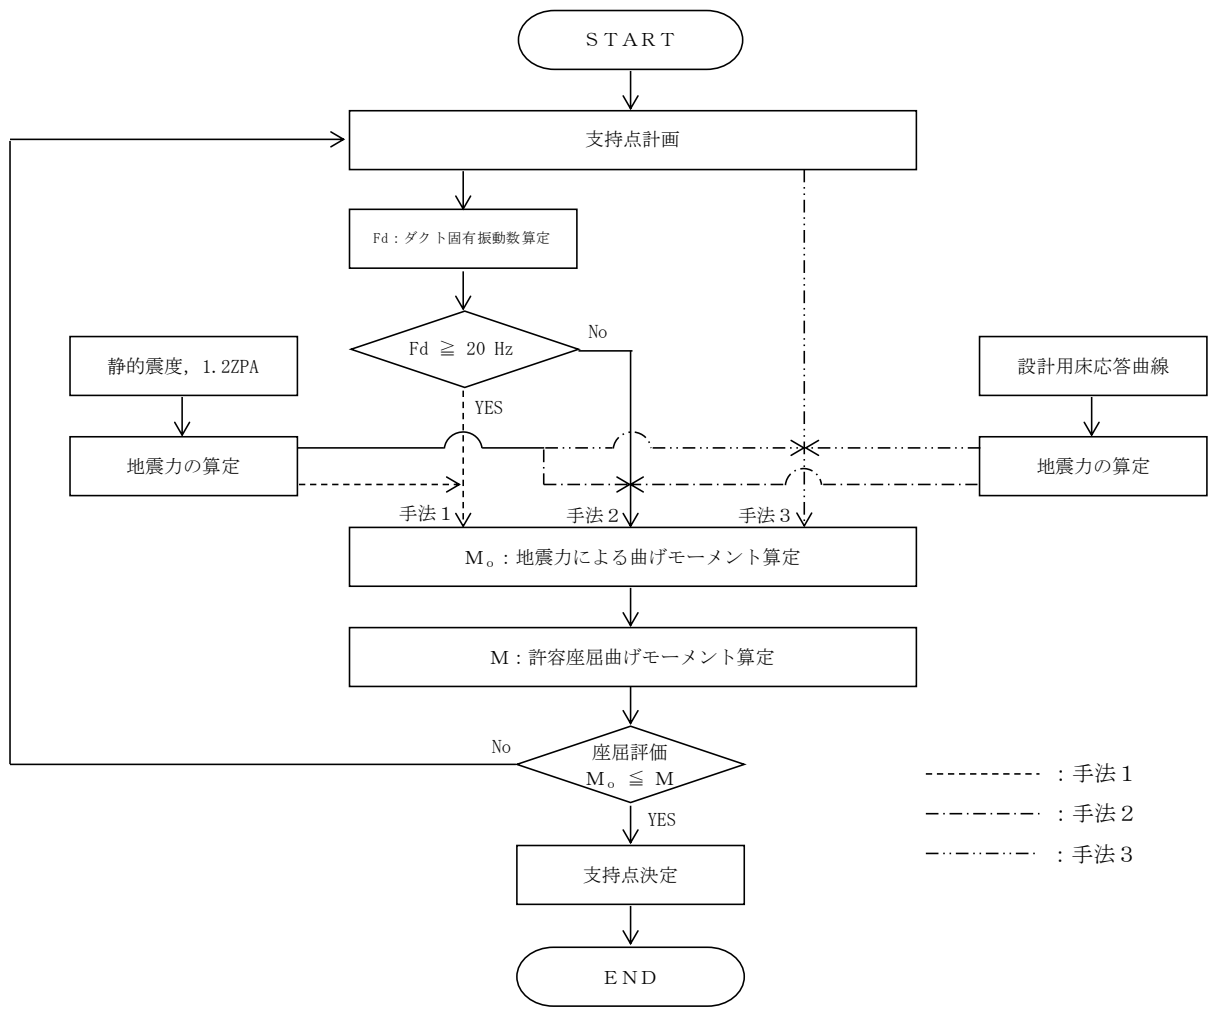 ＳＴＡＲＴ
支持点計画
Fd：ダクト固有振動数算定
Fd ≧ 20 Hz
No
YES
静的震度，1.2ZPA
地震力の算定
設計用床応答曲線
地震力の算定
手法１
手法２
手法３
Ｍₒ：地震力による曲げモーメント算定
Ｍ：許容座屈曲げモーメント算定
座屈評価
Ｍₒ ≦ Ｍ
No
YES
支持点決定
ＥＮＤ
：手法１
：手法２
：手法３